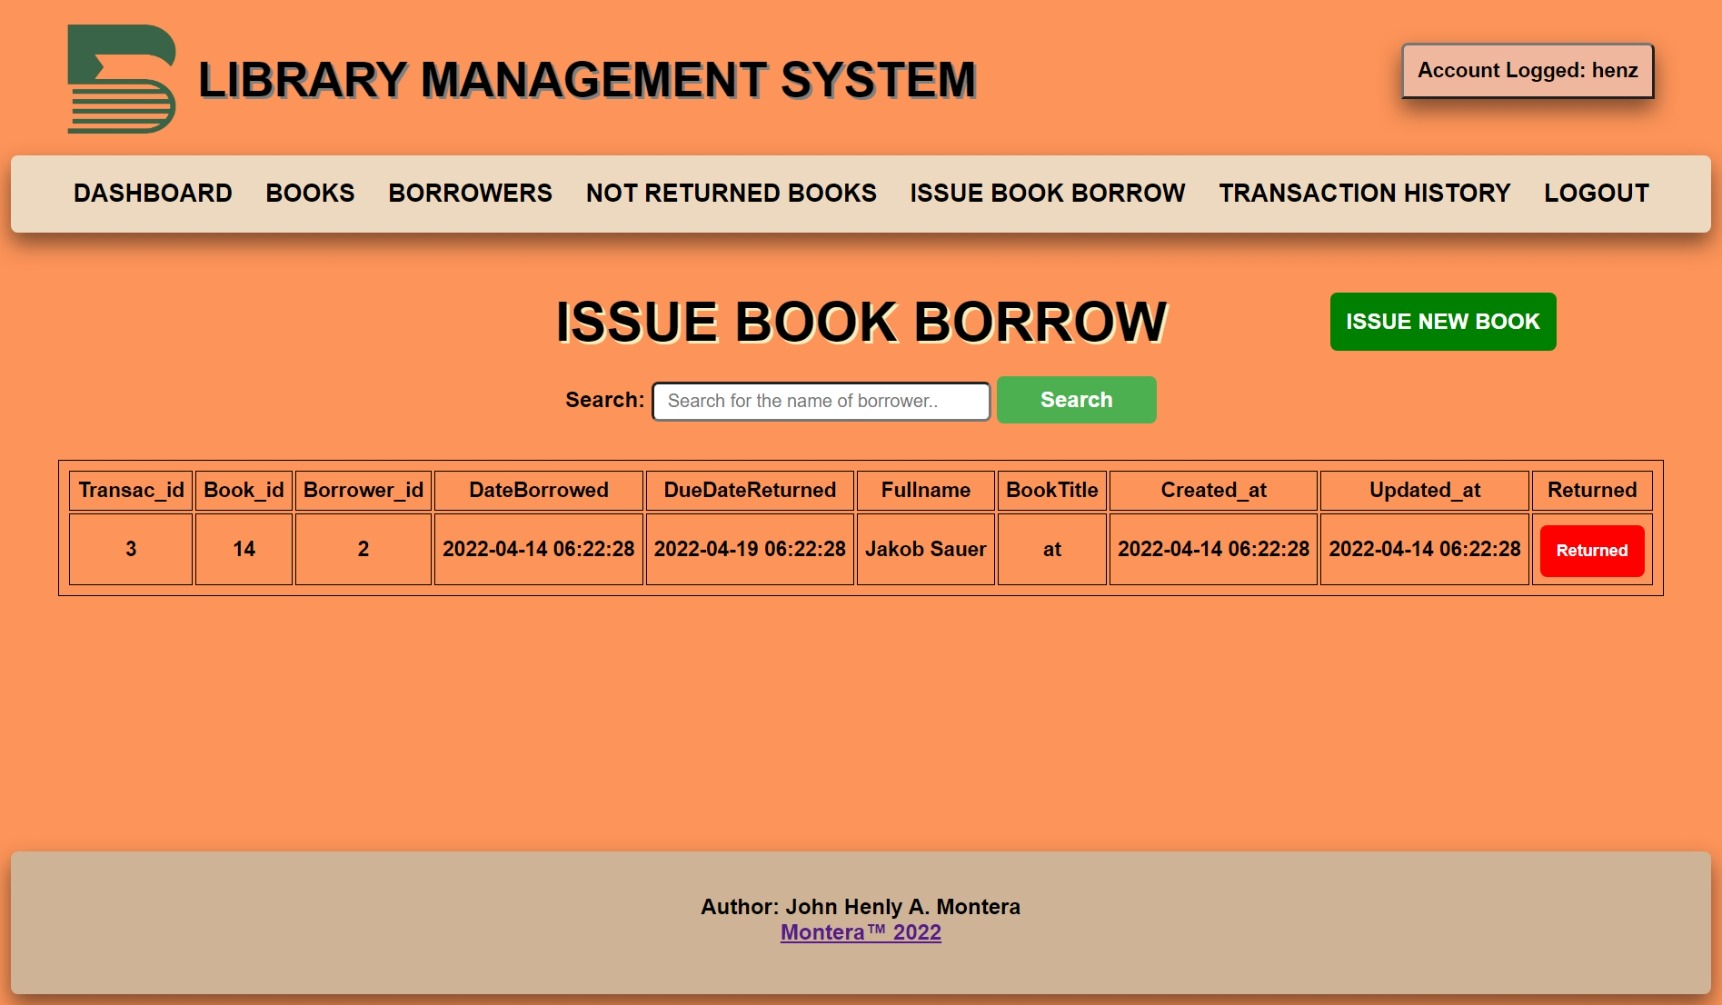 LIBRARY MANAGEMENT SYSTEM
Account Logged: henz
DASHBOARD BOOKS BORROWERS NOT RETURNED BOOKS ISSUE BOOK BORROW TRANSACTION HISTORY LOGOUT
ISSUE BOOK BORROW
ISSUE NEW BOOK
Search: Search for the name of borrower.. Search
Transac_id Book_id Borrower_id DateBorrowed DueDateReturned Fullname BookTitle Created_at Updated_at Returned
3 14 2 2022-04-14 06:22:28 2022-04-19 06:22:28 Jakob Sauer at 2022-04-14 06:22:28 2022-04-14 06:22:28 Returned
Author: John Henly A. Montera
Montera™ 2022